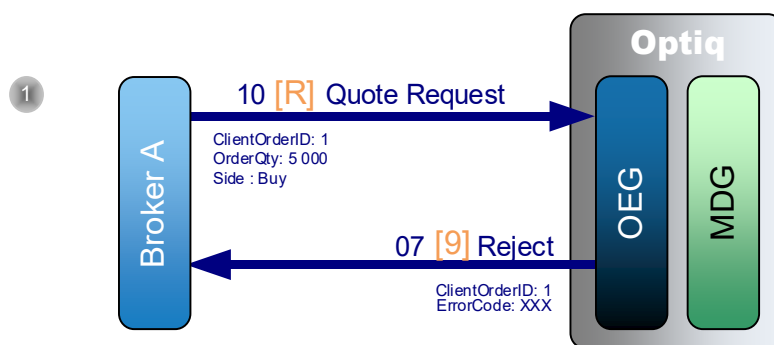 Optiq
1
10 [R] Quote Request
ClientOrderID: 1
OrderQty: 5 000
Side : Buy
Broker A
OEG
MDG
07 [9] Reject
ClientOrderID: 1
ErrorCode: XXX